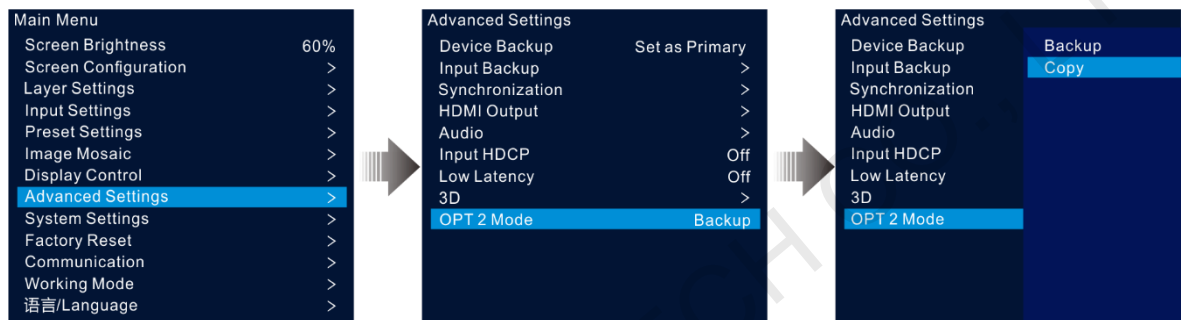 Main Menu
Screen Brightness 60%
Screen Configuration >
Layer Settings >
Input Settings >
Preset Settings >
Image Mosaic >
Display Control >
Advanced Settings >
System Settings >
Factory Reset >
Communication >
Working Mode >
语言/Language >
Advanced Settings
Device Backup Set as Primary
Input Backup >
Synchronization >
HDMI Output >
Audio >
Input HDCP Off
Low Latency Off
3D >
OPT 2 Mode Backup
Advanced Settings
Device Backup Backup
Input Backup Copy
Synchronization
HDMI Output
Audio
Input HDCP
Low Latency
3D
OPT 2 Mode